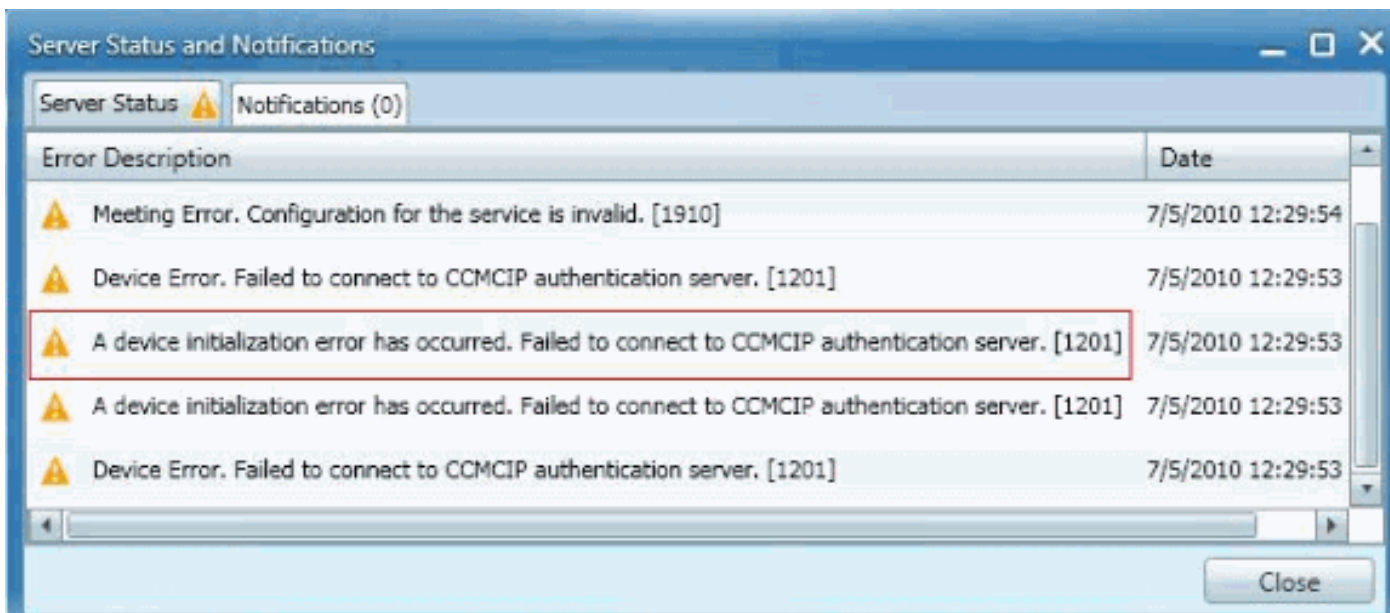 Server Status and Notifications
Server Status Notifications (0)
Error Description Date
Meeting Error. Configuration for the service is invalid. [1910] 7/5/2010 12:29:54
Device Error. Failed to connect to CCMCIP authentication server. [1201] 7/5/2010 12:29:53
A device initialization error has occurred. Failed to connect to CCMCIP authentication server. [1201] 7/5/2010 12:29:53
A device initialization error has occurred. Failed to connect to CCMCIP authentication server. [1201] 7/5/2010 12:29:53
Device Error. Failed to connect to CCMCIP authentication server. [1201] 7/5/2010 12:29:53
Close